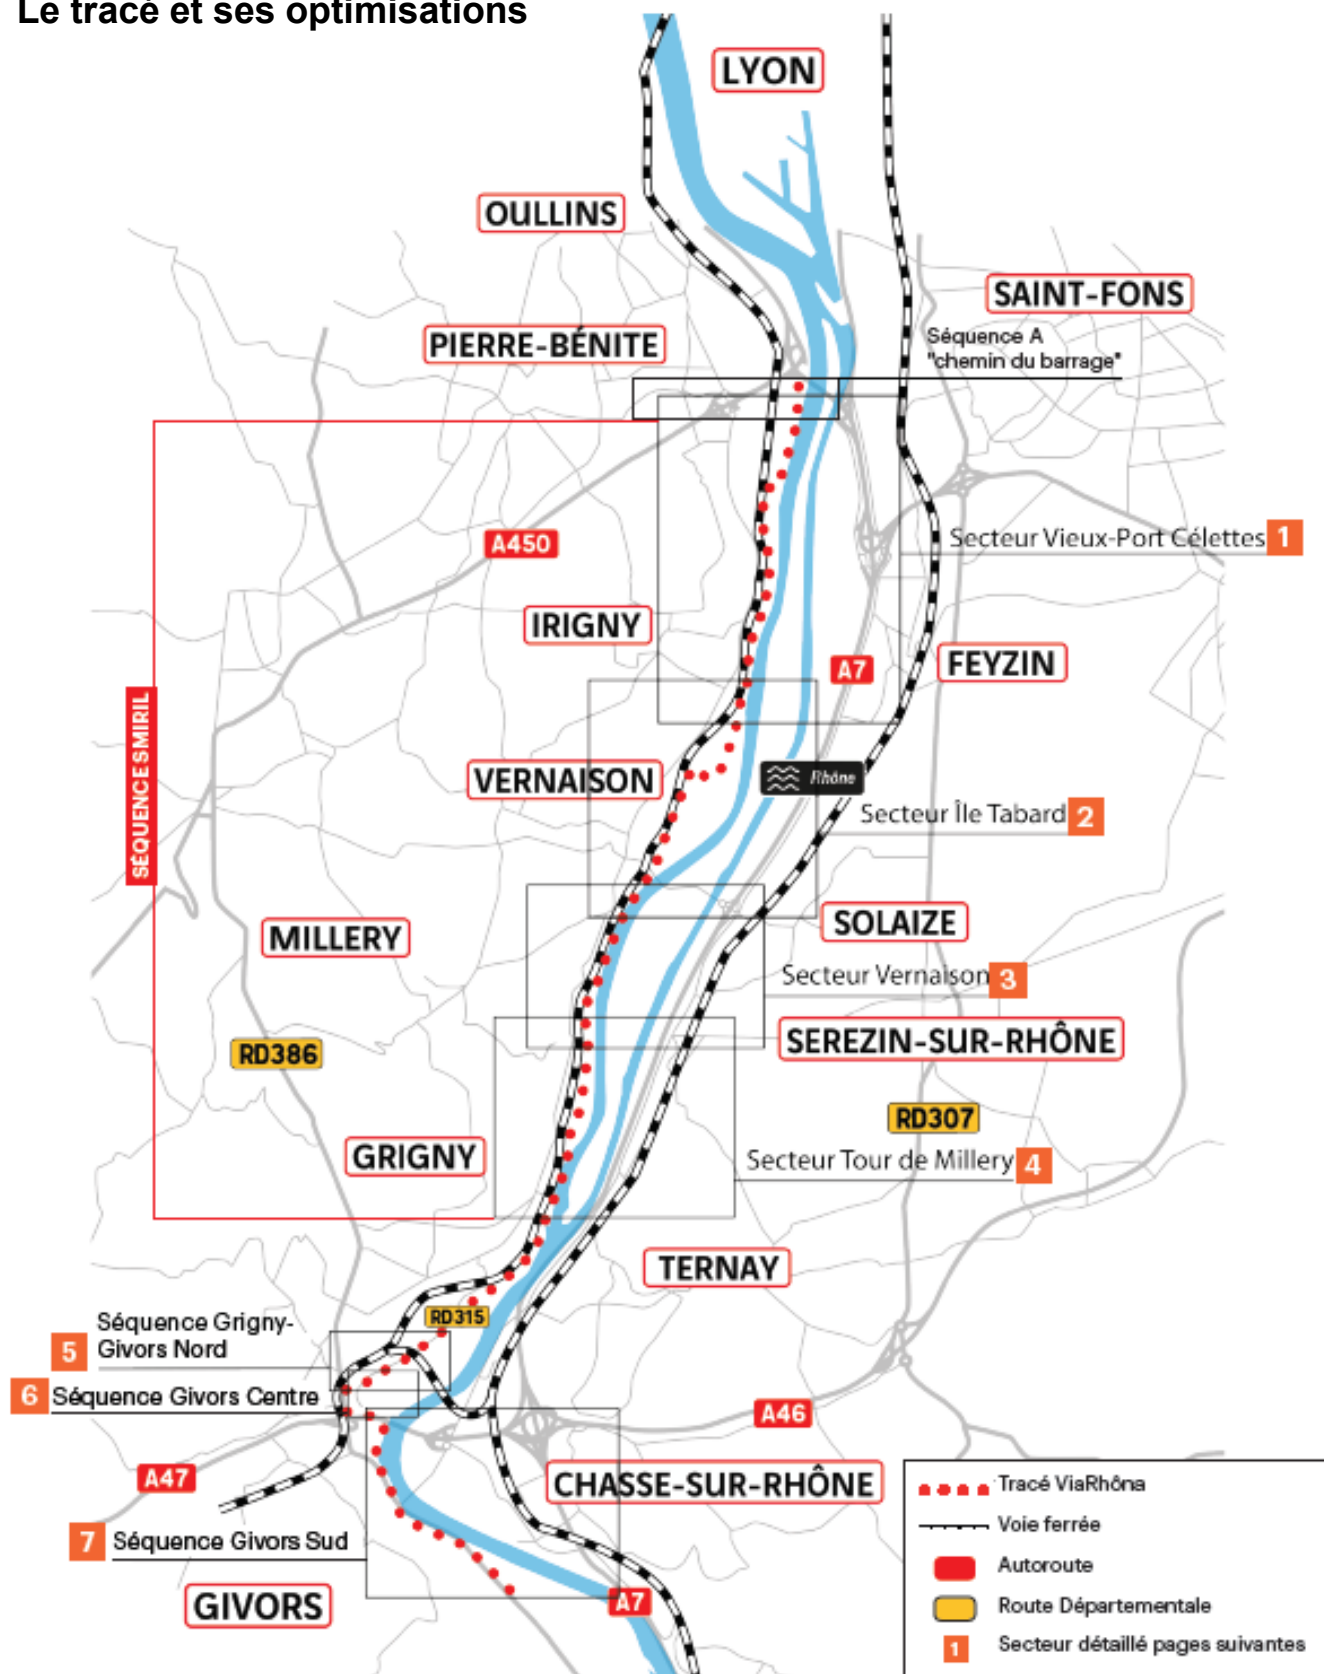 Le tracé et ses optimisations
LYON
OULLINS
SAINT-FONS
PIERRE-BÉNITE
Séquence A
"chemin du barrage"
A450
Secteur Vieux-Port Célettes 1
IRIGNY
A7
FEYZIN
SÉQUENCE SMIRIL
VERNAISON
Rhône
Secteur Île Tabard 2
MILLERY
SOLAIZE
Secteur Vernaison 3
RD386
SEREZIN-SUR-RHÔNE
RD307
GRIGNY
Secteur Tour de Millery 4
TERNAY
RD315
Séquence Grigny-
5 Givors Nord
6 Séquence Givors Centre
A46
A47
CHASSE-SUR-RHÔNE
7 Séquence Givors Sud
GIVORS
A7
Tracé ViaRhôna
Voie ferrée
Autoroute
Route Départementale
1 Secteur détaillé pages suivantes